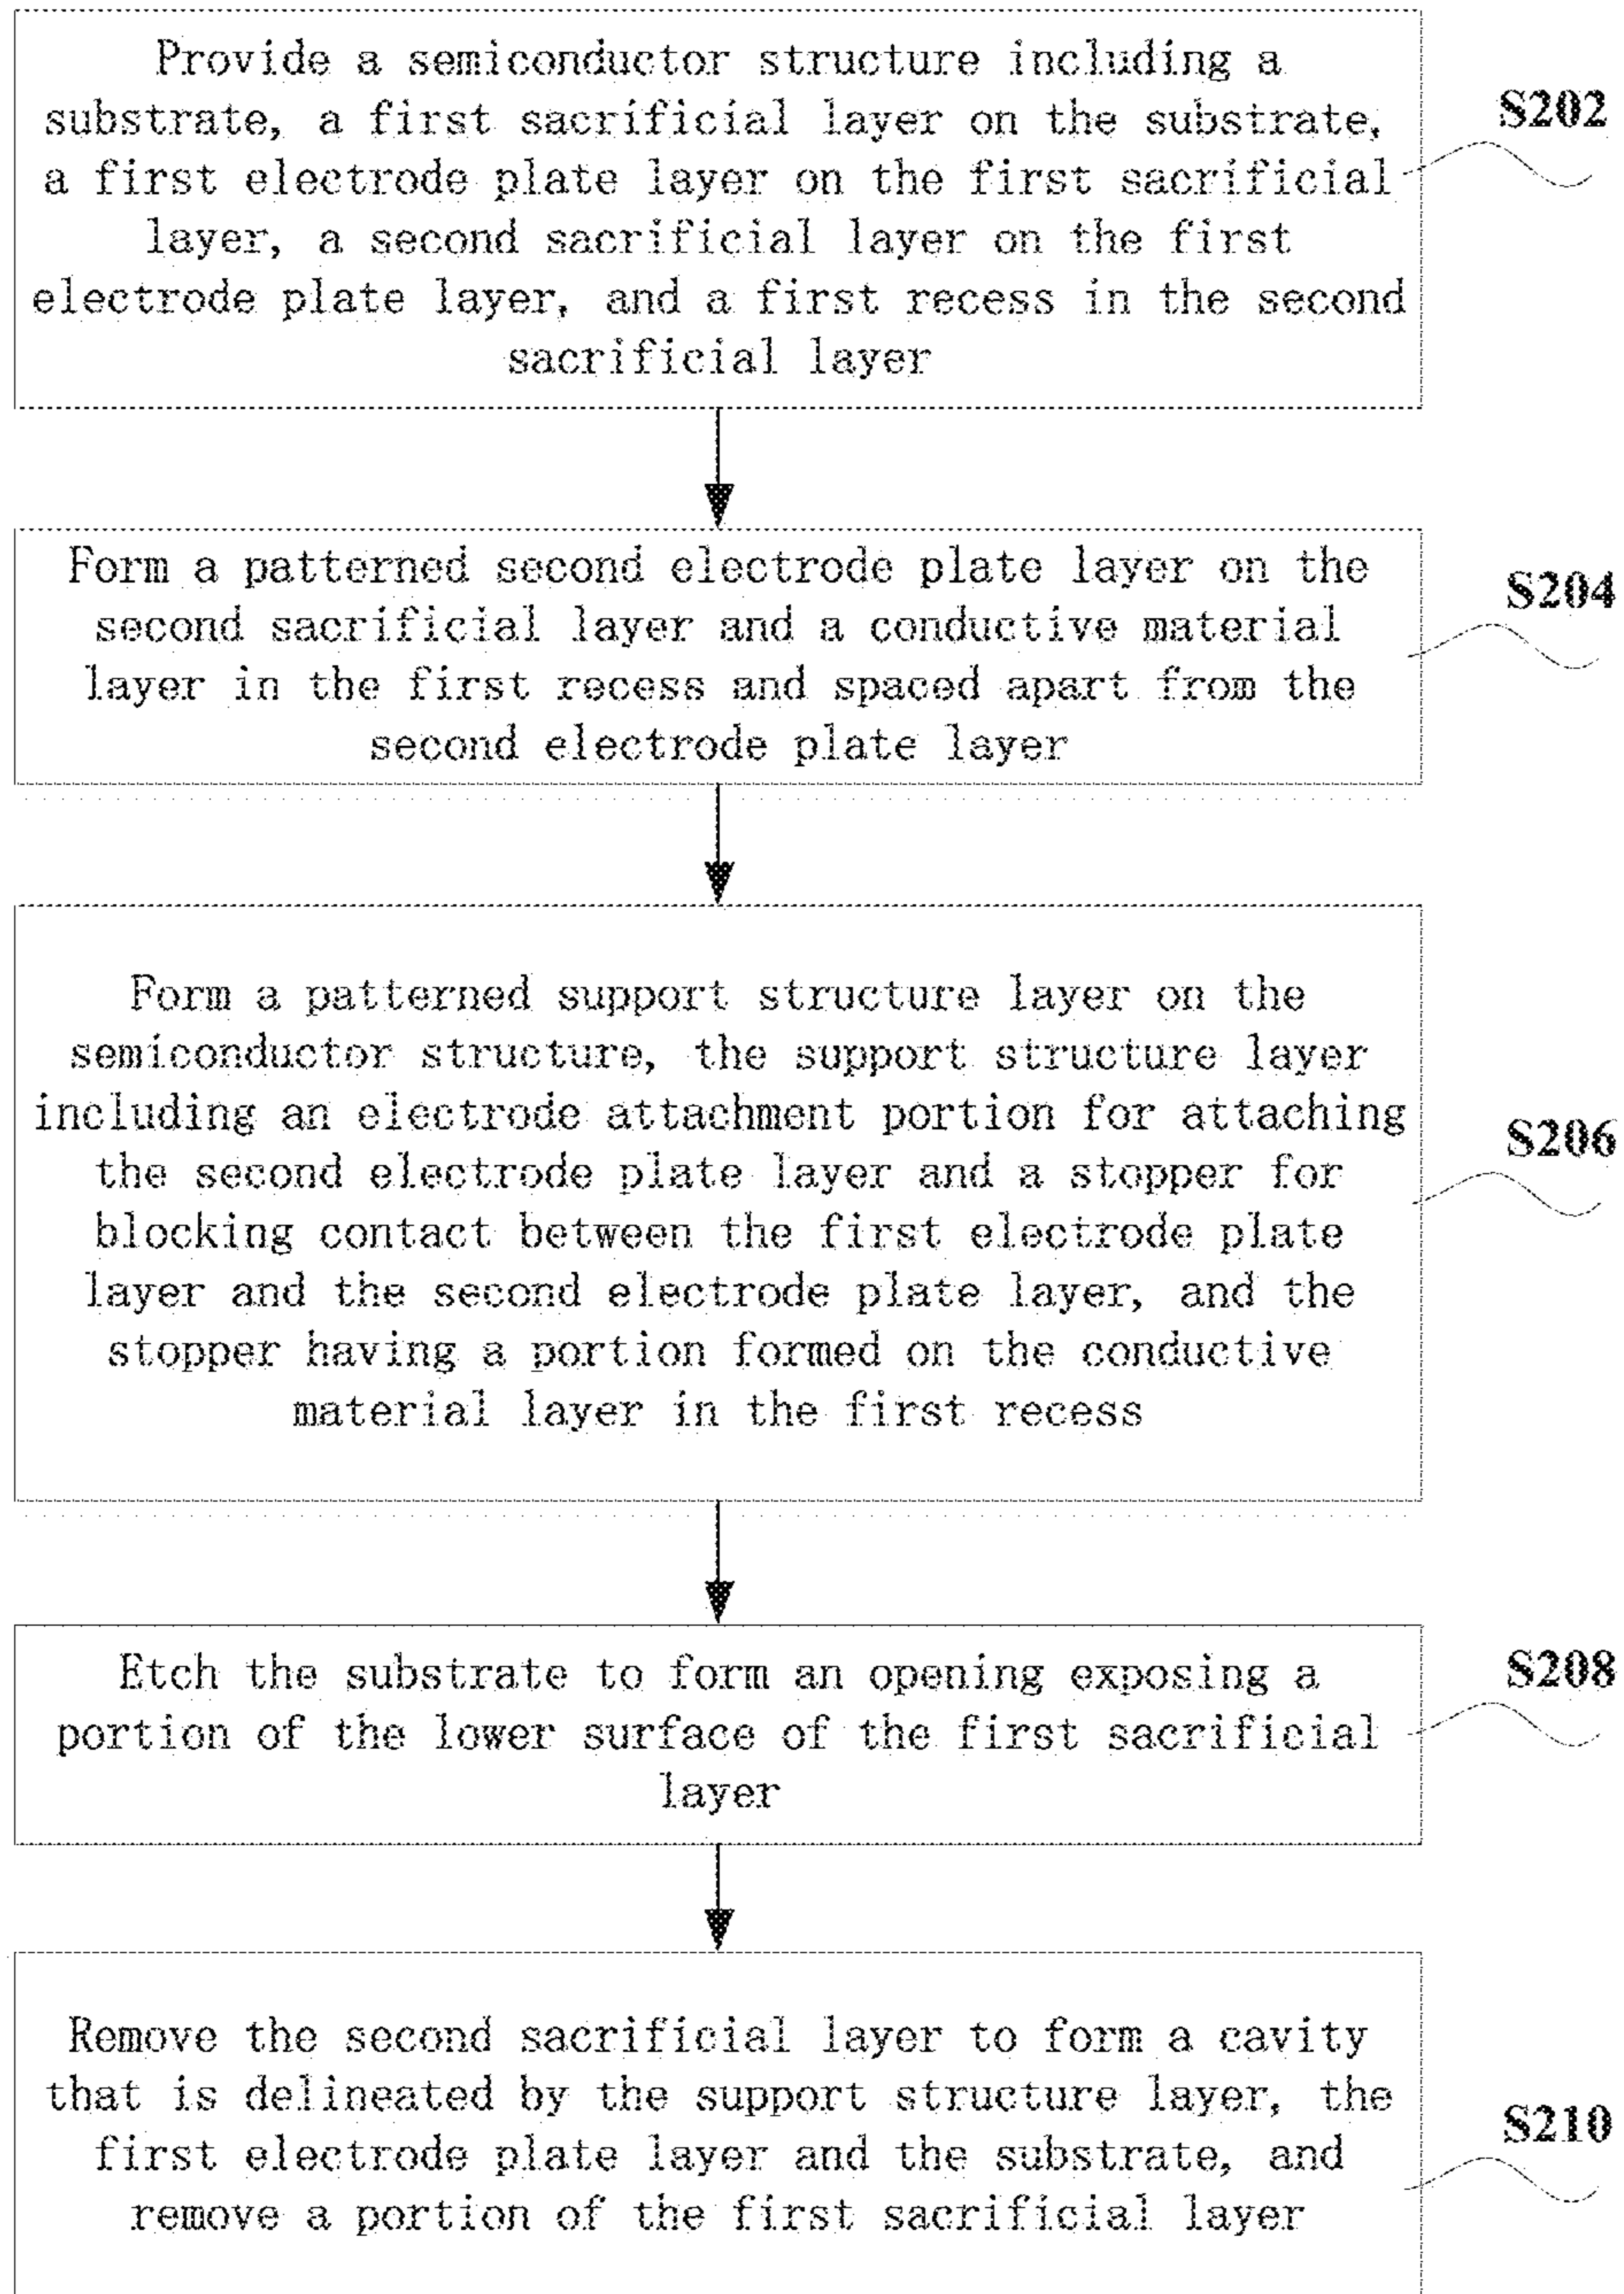 Provide a semiconductor structure including a
substrate, a first sacrificial layer on the substrate,
a first electrode plate layer on the first sacrificial
layer, a second sacrificial layer on the first
electrode plate layer, and a first recess in the second
sacrificial layer
S202
Form a patterned second electrode plate layer on the
second sacrificial layer and a conductive material
layer in the first recess and spaced apart from the
second electrode plate layer
S204
Form a patterned support structure layer on the
semiconductor structure, the support structure layer
including an electrode attachment portion for attaching
the second electrode plate layer and a stopper for
blocking contact between the first electrode plate
layer and the second electrode plate layer, and the
stopper having a portion formed on the conductive
material layer in the first recess
S206
Etch the substrate to form an opening exposing a
portion of the lower surface of the first sacrificial
layer
S208
Remove the second sacrificial layer to form a cavity
that is delineated by the support structure layer, the
first electrode plate layer and the substrate, and
remove a portion of the first sacrificial layer
S210